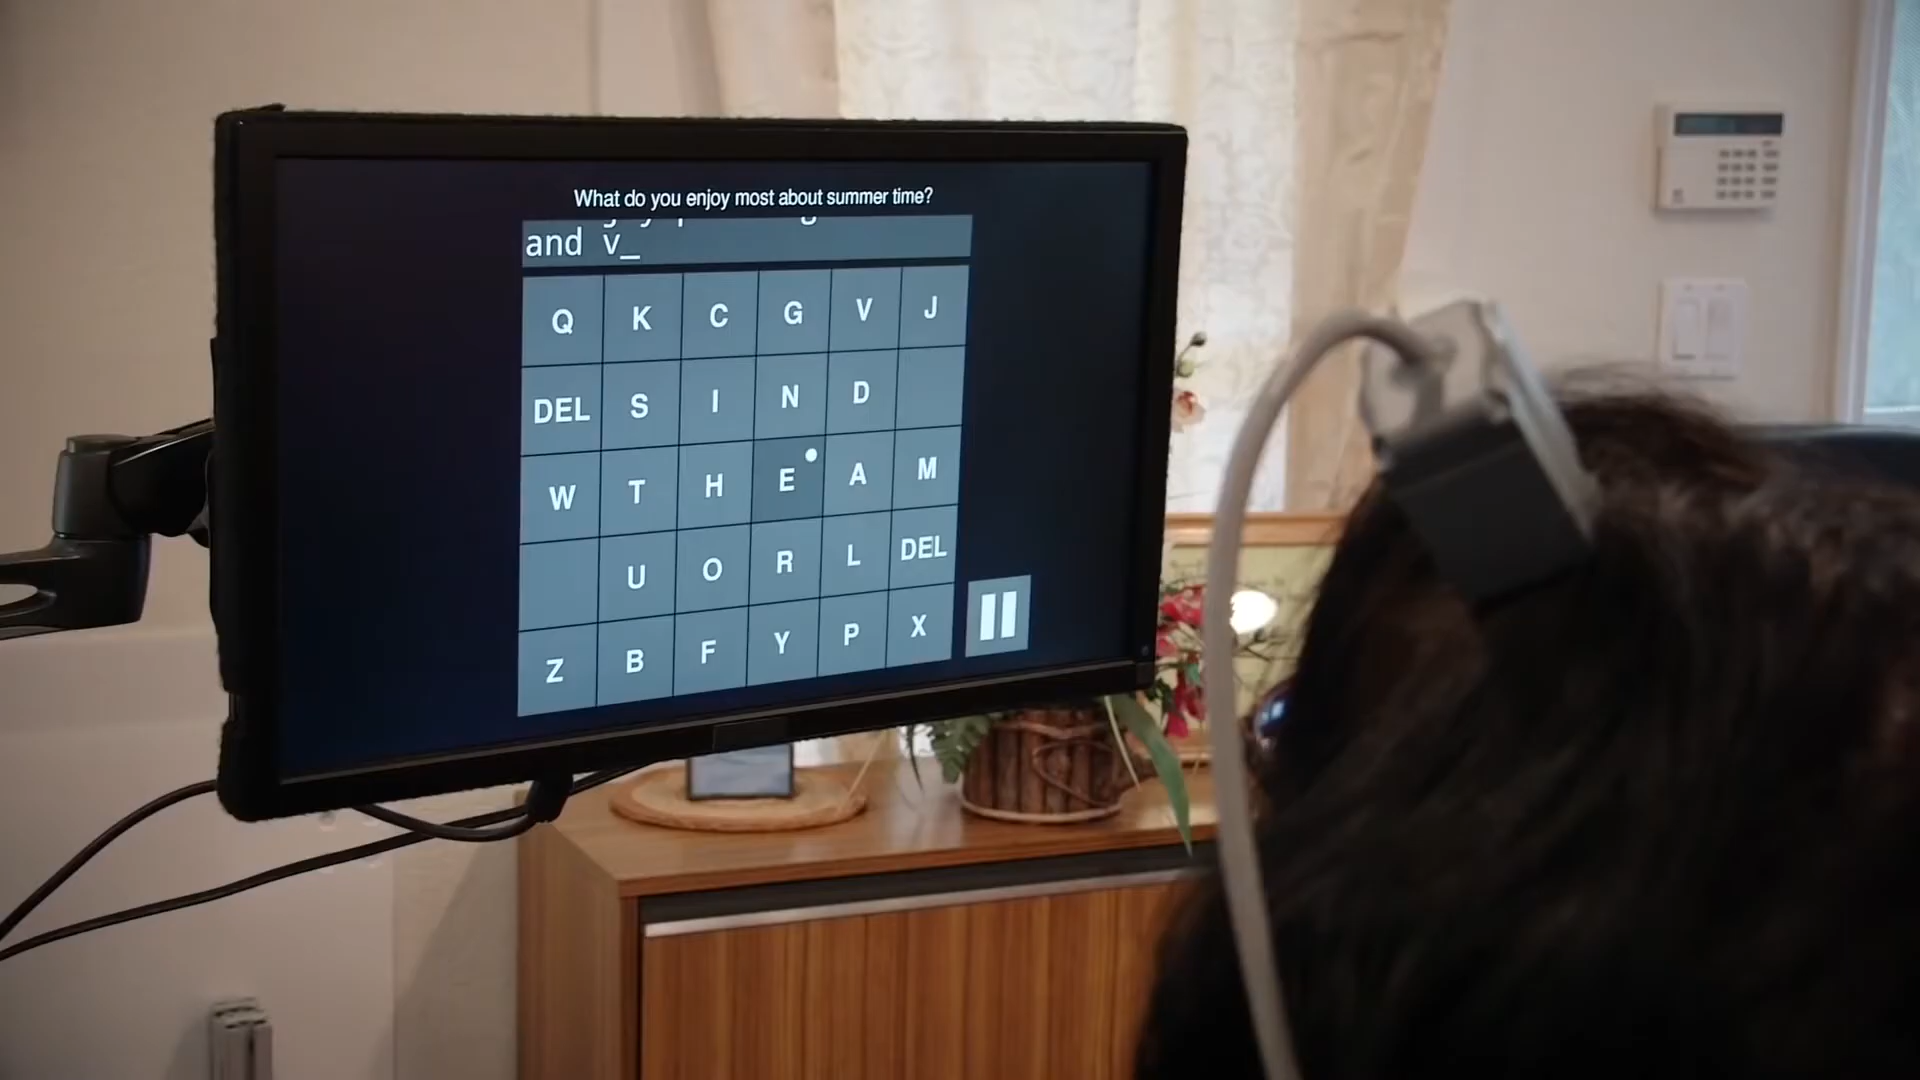 What do you enjoy most about summer time?
and v_
Q K C G V J
DEL S I N D
W T H E A M
U O R L DEL
Z B F Y P X